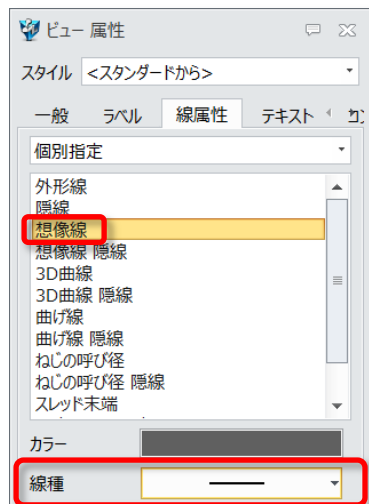 ビュー 属性
スタイル <スタンダードから>
一般 ラベル 線属性 テキスト
個別指定
外形線
隠線
想像線
想像線 隠線
3D曲線
3D曲線 隠線
曲げ線
曲げ線 隠線
ねじの呼び径
ねじの呼び径 隠線
スレッド末端
カラー
線種